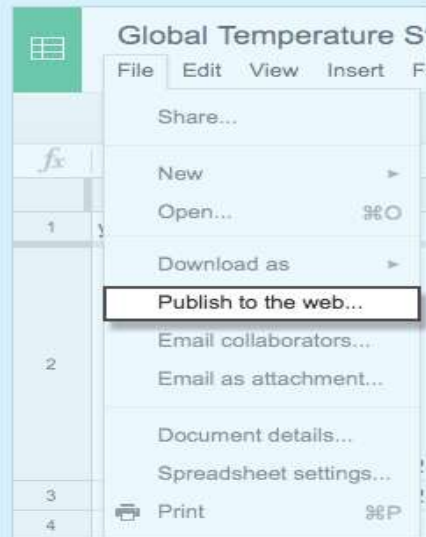 Global Temperature S
File Edit View Insert F
Share...
fx
New
Open... ⌘O
1 y
Download as
Publish to the web...
Email collaborators...
2
Email as attachment...
Document details...
Spreadsheet settings...
3
Print ⌘P
4